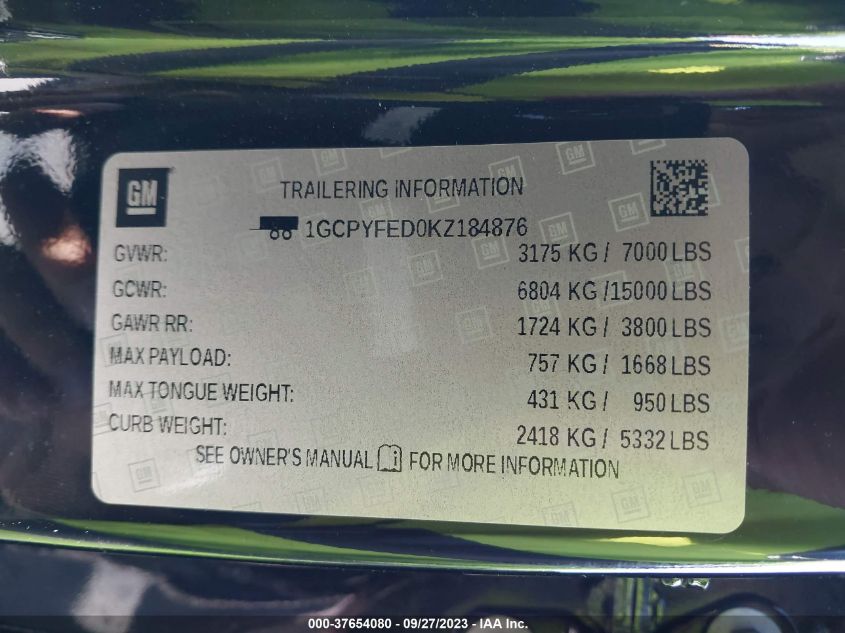 GM
TRAILERING INFORMATION
1GCPYFED0KZ184876
GVWR: 3175 KG / 7000 LBS
GCWR: 6804 KG /15000 LBS
GAWR RR: 1724 KG / 3800 LBS
MAX PAYLOAD: 757 KG / 1668 LBS
MAX TONGUE WEIGHT: 431 KG / 950 LBS
CURB WEIGHT: 2418 KG / 5332 LBS
SEE OWNER'S MANUAL FOR MORE INFORMATION
000-37654080 - 09/27/2023 - IAA Inc.